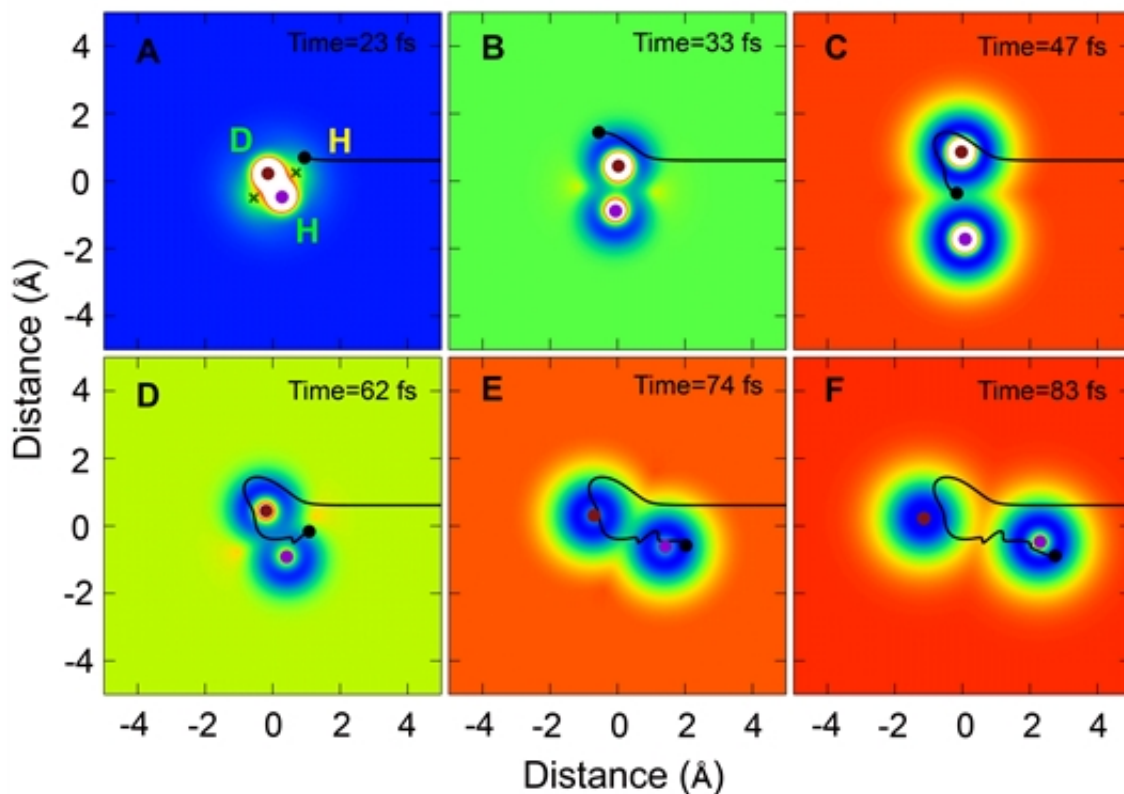 A
Time=23 fs
D
H
H
B
Time=33 fs
C
Time=47 fs
D
Time=62 fs
E
Time=74 fs
F
Time=83 fs
4
2
0
-2
-4
4
2
0
-2
-4
Distance (Å)
-4 -2 0 2 4
-4 -2 0 2 4
-4 -2 0 2 4
Distance (Å)